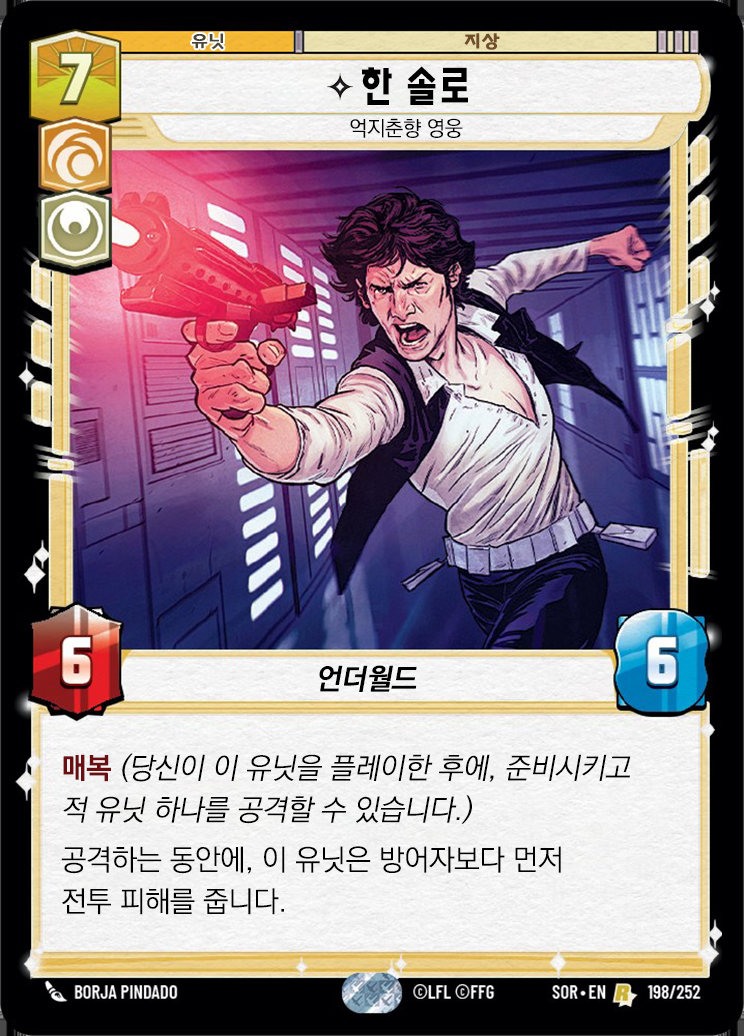 유닛
지상
7
한 솔로
억지춘향 영웅
6
언더월드
6
매복 (당신이 이 유닛을 플레이한 후에, 준비시키고
적 유닛 하나를 공격할 수 있습니다.)
공격하는 동안에, 이 유닛은 방어자보다 먼저
전투 피해를 줍니다.
BORJA PINDADO
©LFL ©FFG
SOR•EN R 198/252